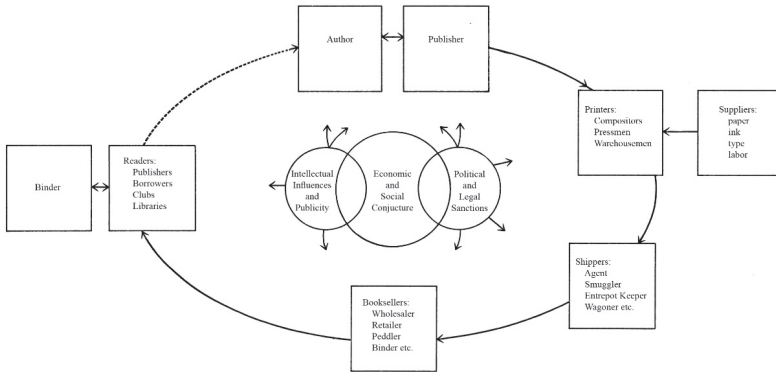 Author
Publisher
Printers:
Compositors
Pressmen
Warehousemen
Suppliers:
paper
ink
type
labor
Binder
Readers:
Publishers
Borrowers
Clubs
Libraries
Intellectual
Influences
and
Publicity
Economic
and
Social
Conjucture
Political
and
Legal
Sanctions
Shippers:
Agent
Smuggler
Entrepot Keeper
Wagoner etc.
Booksellers:
Wholesaler
Retailer
Peddler
Binder etc.